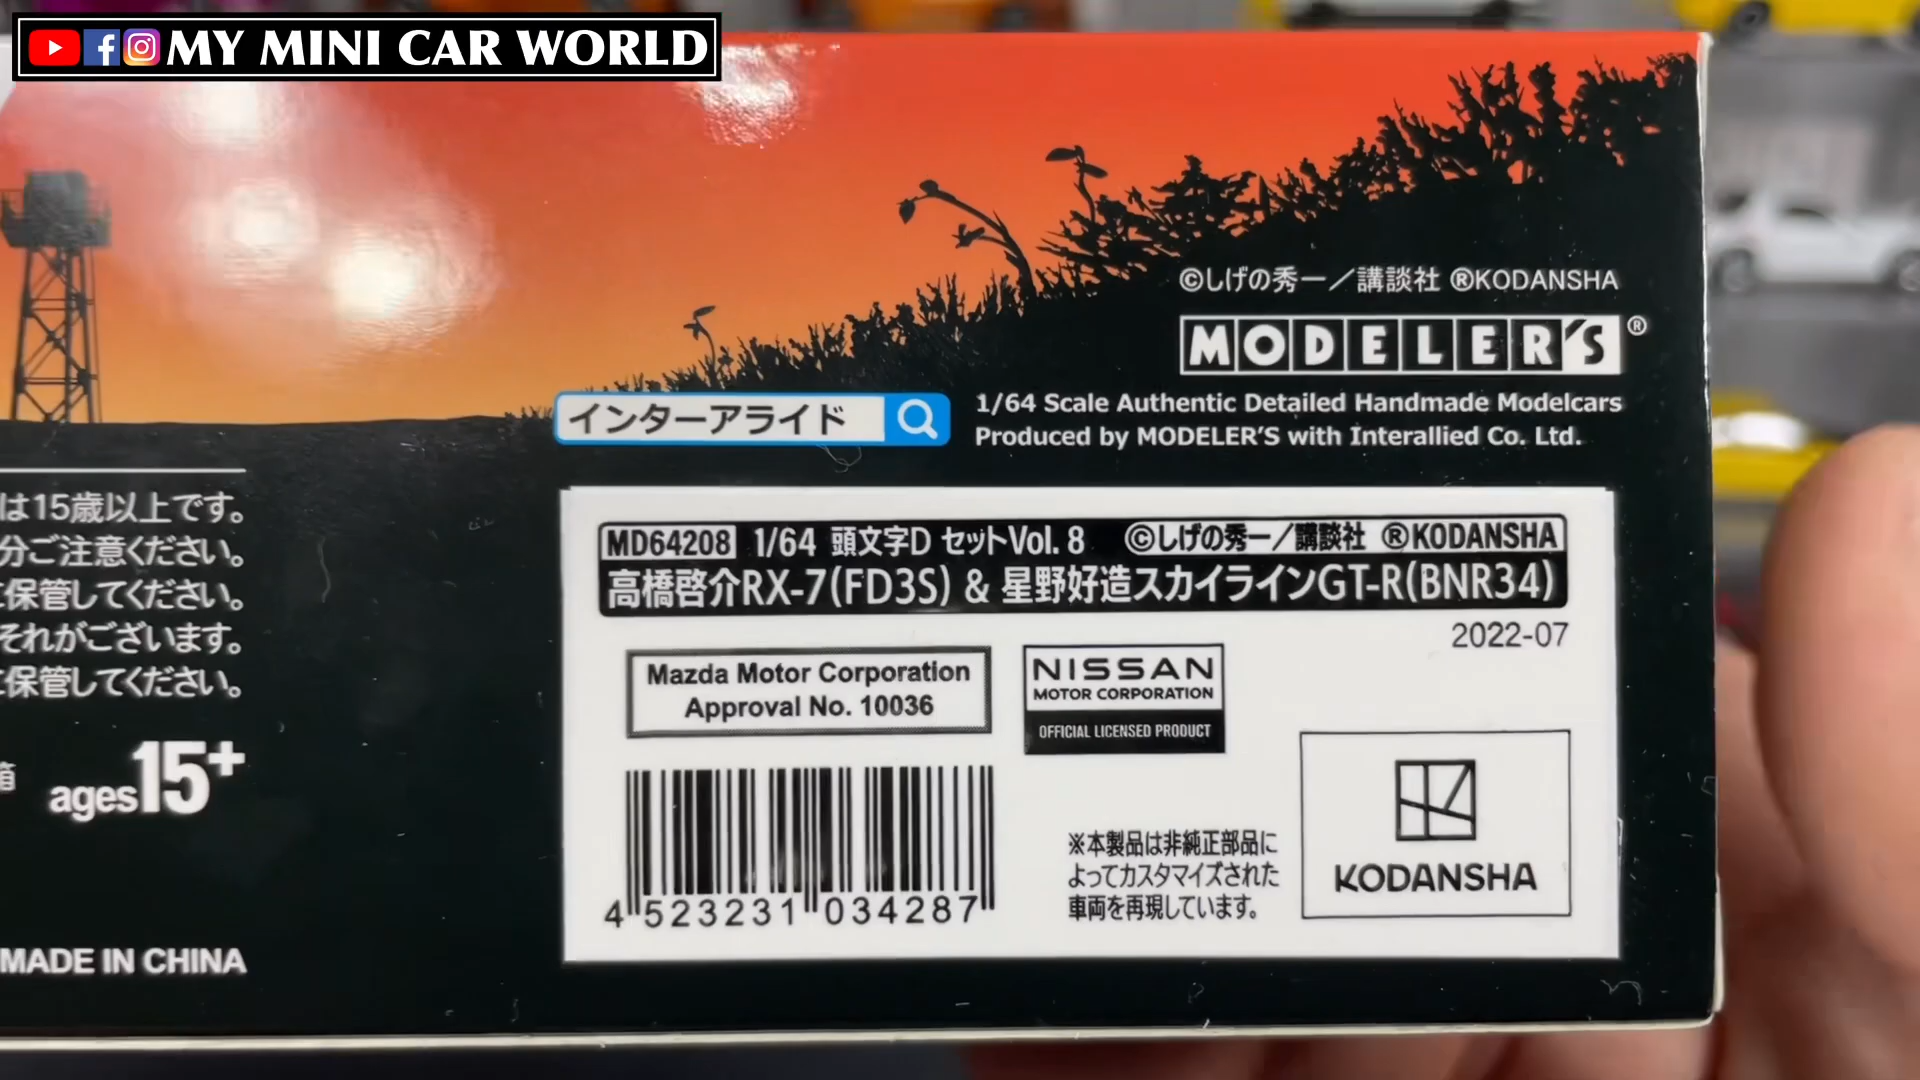 MY MINI CAR WORLD
©しげの秀一／講談社 ®KODANSHA
MODELER'S®
インターアライド
1/64 Scale Authentic Detailed Handmade Modelcars
Produced by MODELER'S with Interallied Co. Ltd.
は15歳以上です。
分ご注意ください。
に保管してください。
それがございます。
に保管してください。
箱
ages15+
MADE IN CHINA
MD64208 1/64 頭文字D セットVol. 8 ©しげの秀一／講談社 ®KODANSHA
高橋啓介RX-7(FD3S) & 星野好造スカイラインGT-R(BNR34)
2022-07
Mazda Motor Corporation
Approval No. 10036
NISSAN
MOTOR CORPORATION
OFFICIAL LICENSED PRODUCT
4 523231 034287
※本製品は非純正部品に
よってカスタマイズされた
車両を再現しています。
KODANSHA